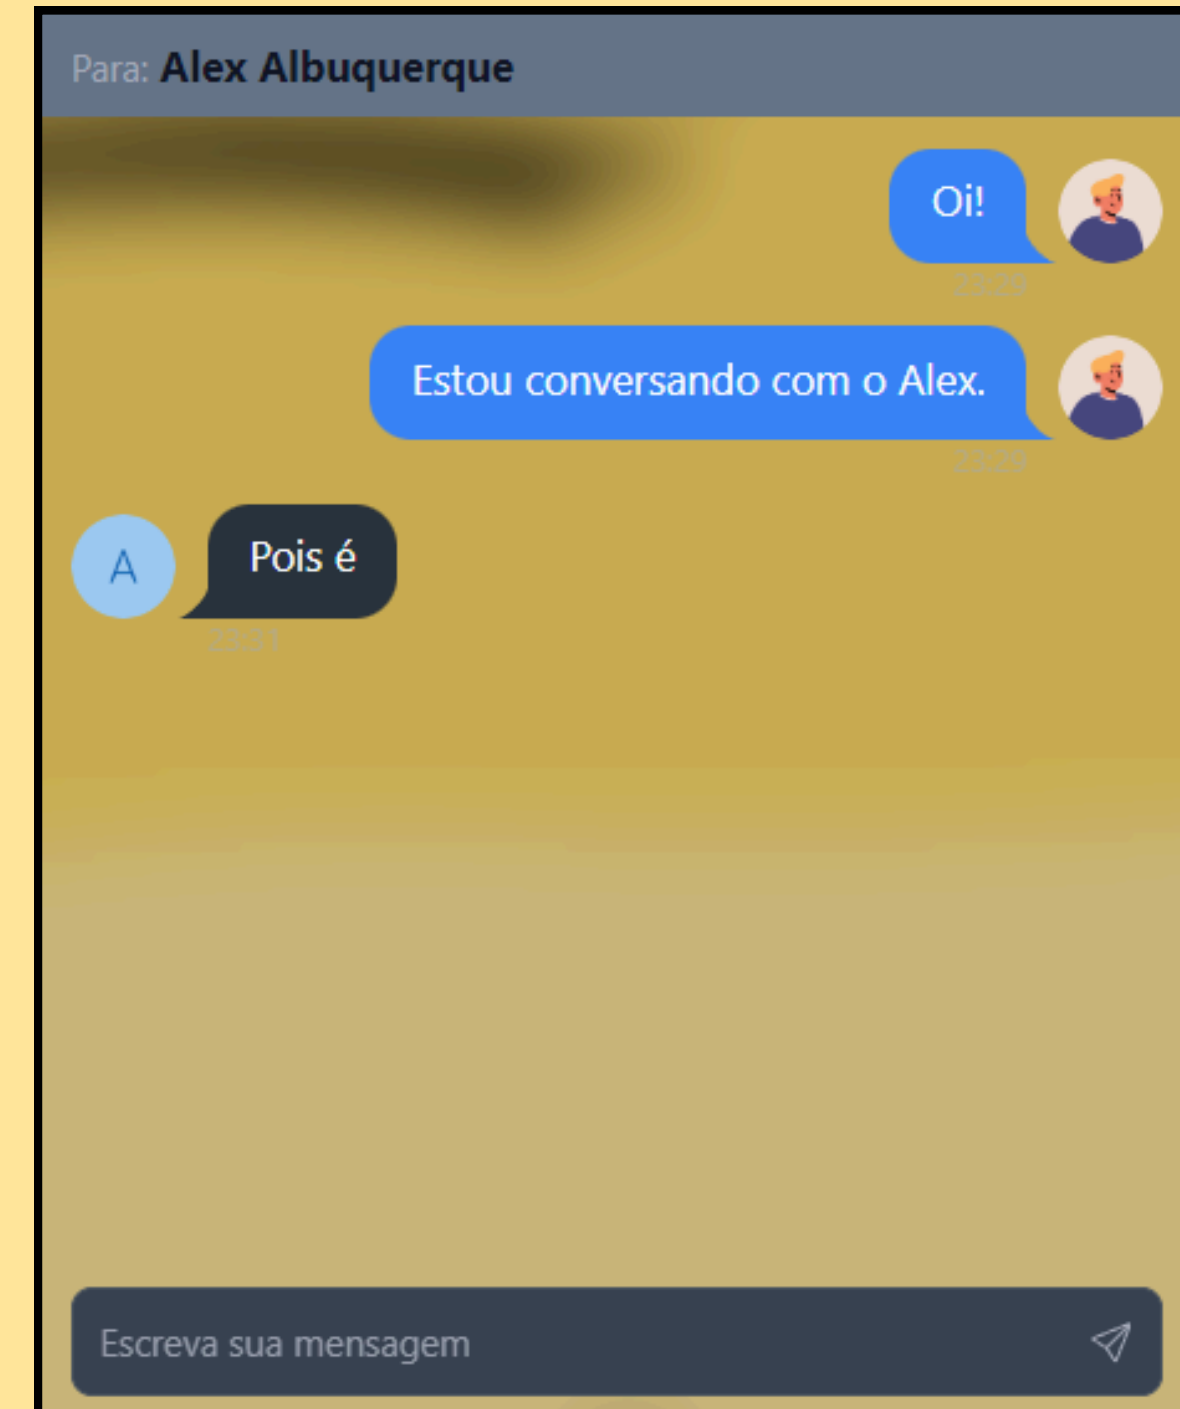 Para: Alex Albuquerque
Oi!
23:29
Estou conversando com o Alex.
23:29
A
Pois é
23:31
Escreva sua mensagem